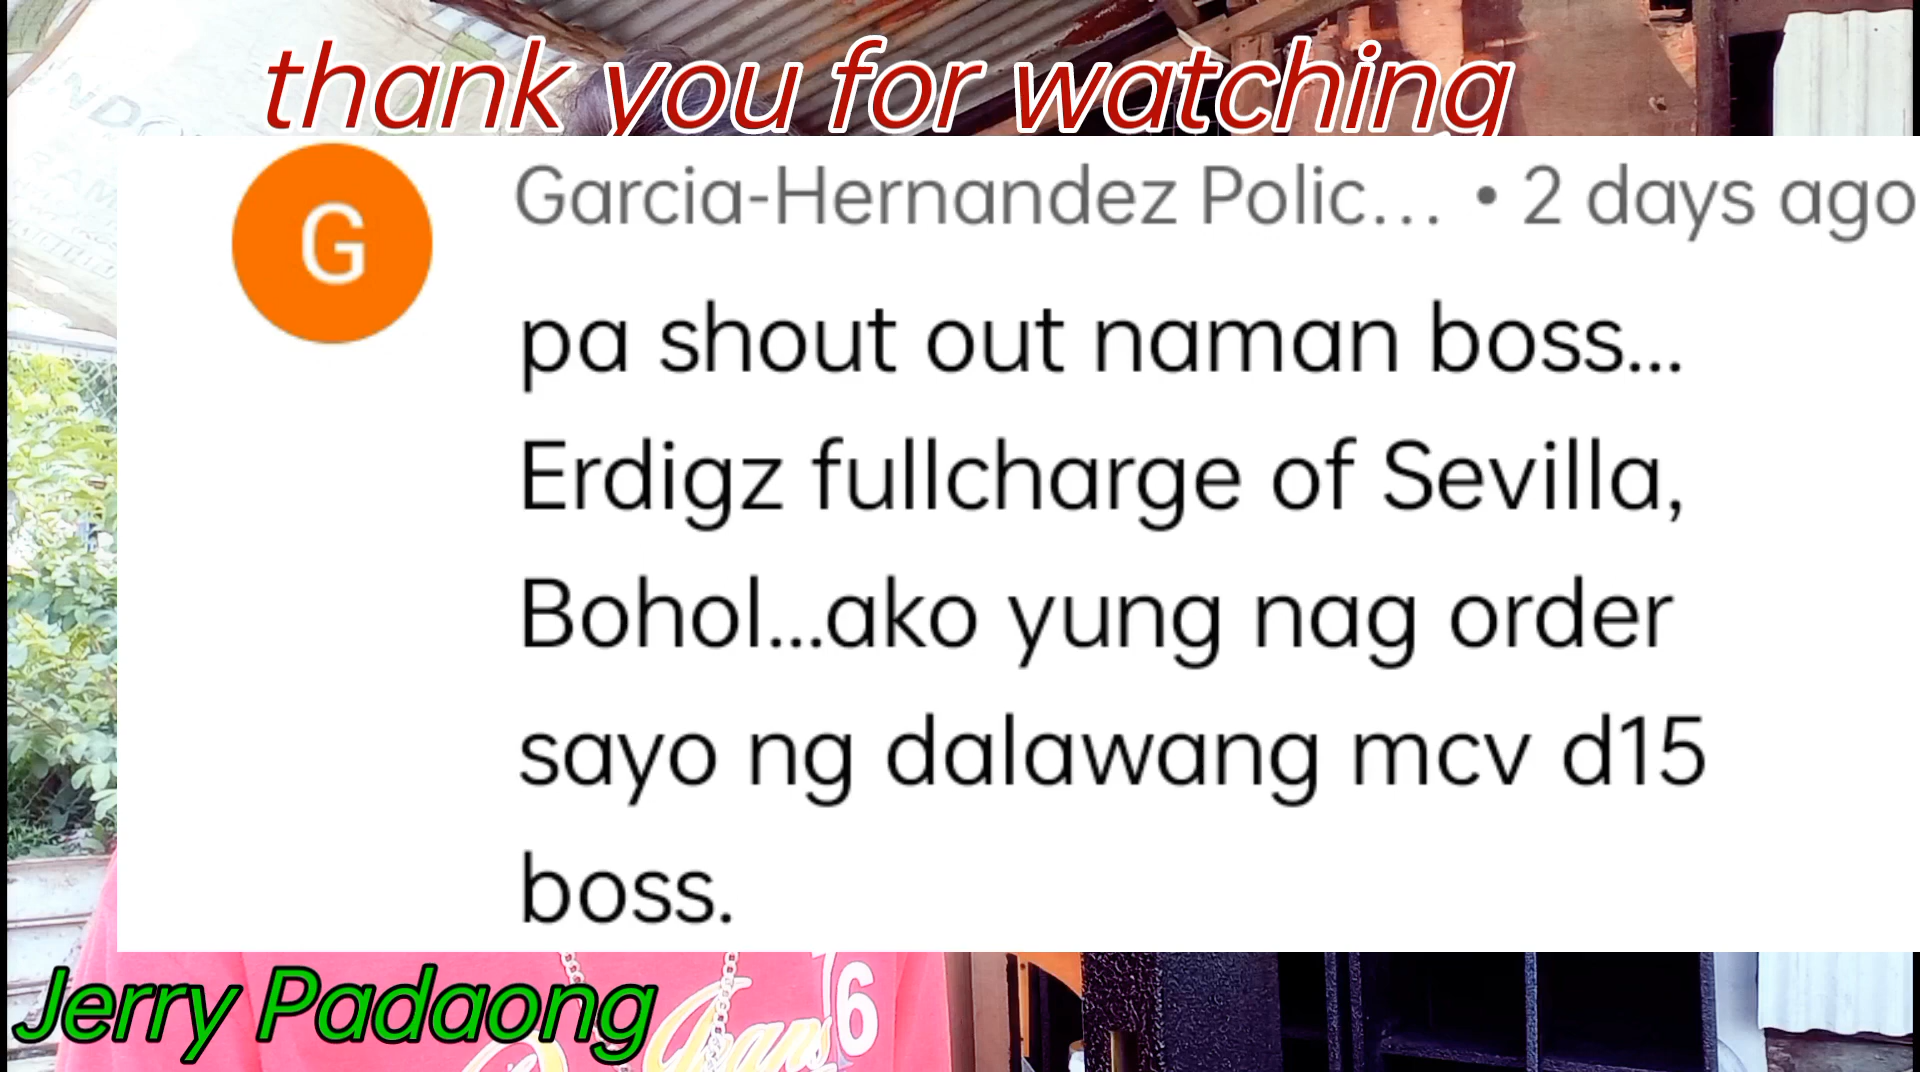 thank you for watching
G
Garcia-Hernandez Polic... • 2 days ago
pa shout out naman boss...
Erdigz fullcharge of Sevilla,
Bohol...ako yung nag order
sayo ng dalawang mcv d15
boss.
Jerry Padaong
6